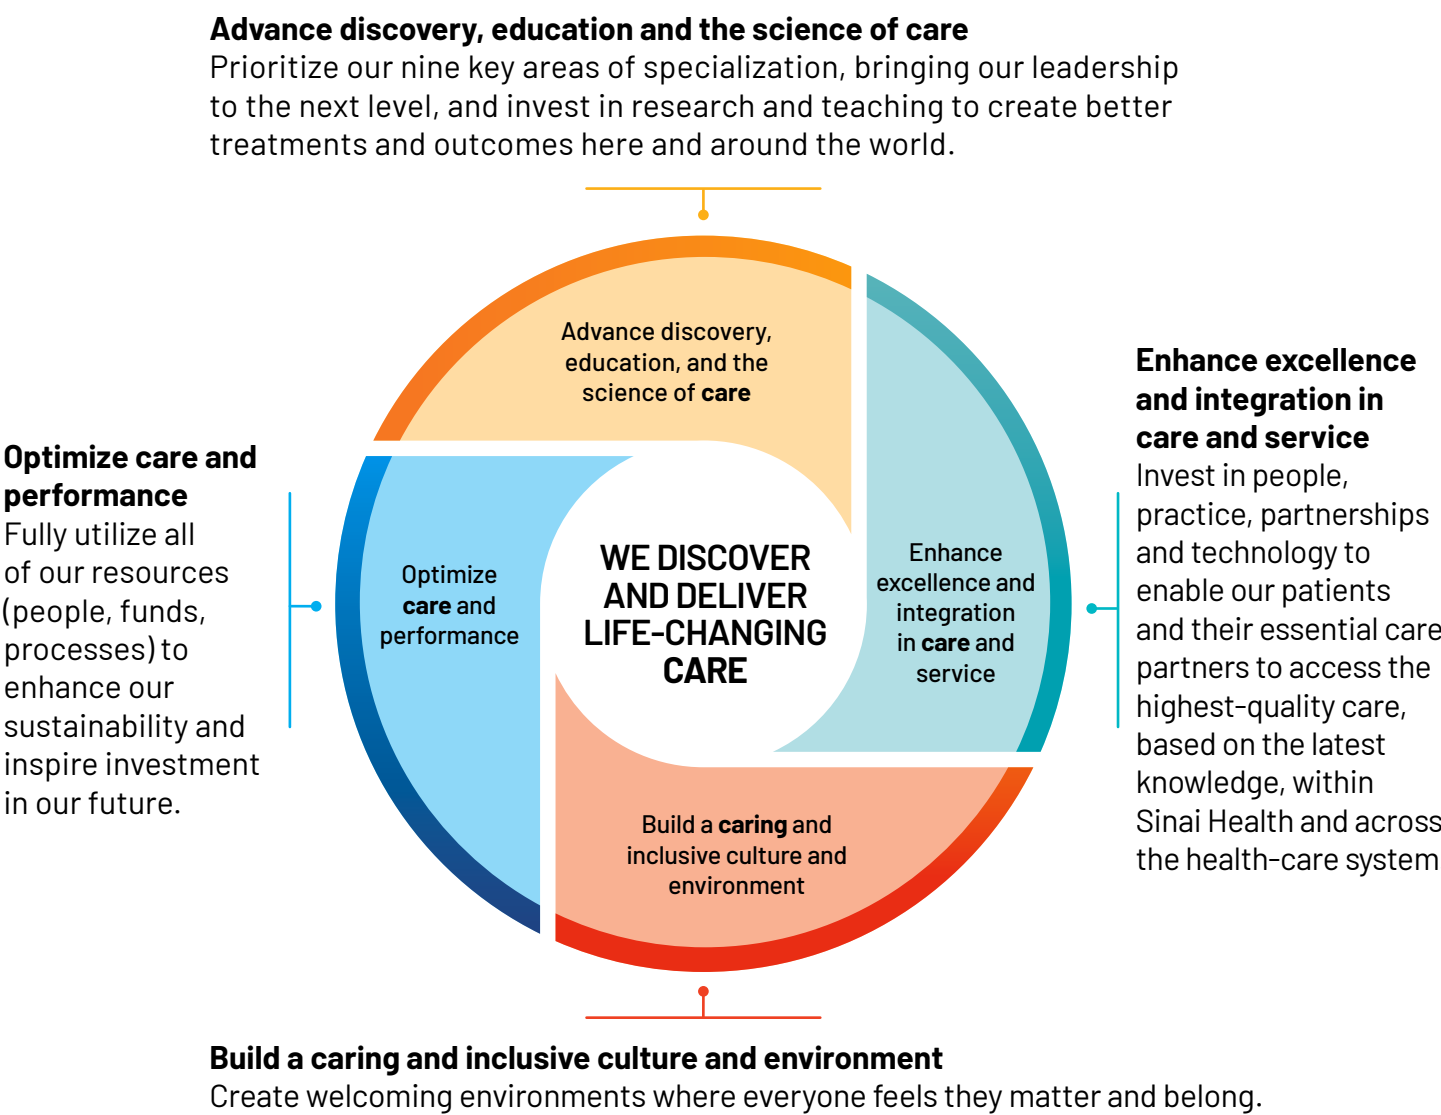 Advance discovery, education and the science of care
Prioritize our nine key areas of specialization, bringing our leadership
to the next level, and invest in research and teaching to create better
treatments and outcomes here and around the world.
Advance discovery,
education, and the
science of care
Enhance excellence
and integration in
care and service
Invest in people,
practice, partnerships
and technology to
enable our patients
and their essential care
partners to access the
highest-quality care,
based on the latest
knowledge, within
Sinai Health and across
the health-care system
Optimize care and
performance
Fully utilize all
of our resources
(people, funds,
processes) to
enhance our
sustainability and
inspire investment
in our future.
Optimize
care and
performance
WE DISCOVER
AND DELIVER
LIFE-CHANGING
CARE
Enhance
excellence and
integration
in care and
service
Build a caring and
inclusive culture and
environment
Build a caring and inclusive culture and environment
Create welcoming environments where everyone feels they matter and belong.